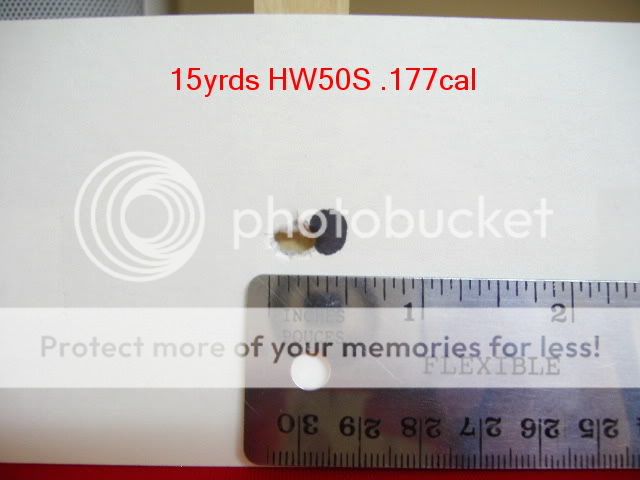 15yrds HW50S .177cal
photobucket
1 2
INCHES
POUCES
Protect more of your memories for less!
FLEXIBLE
30 29 28 27 26 25